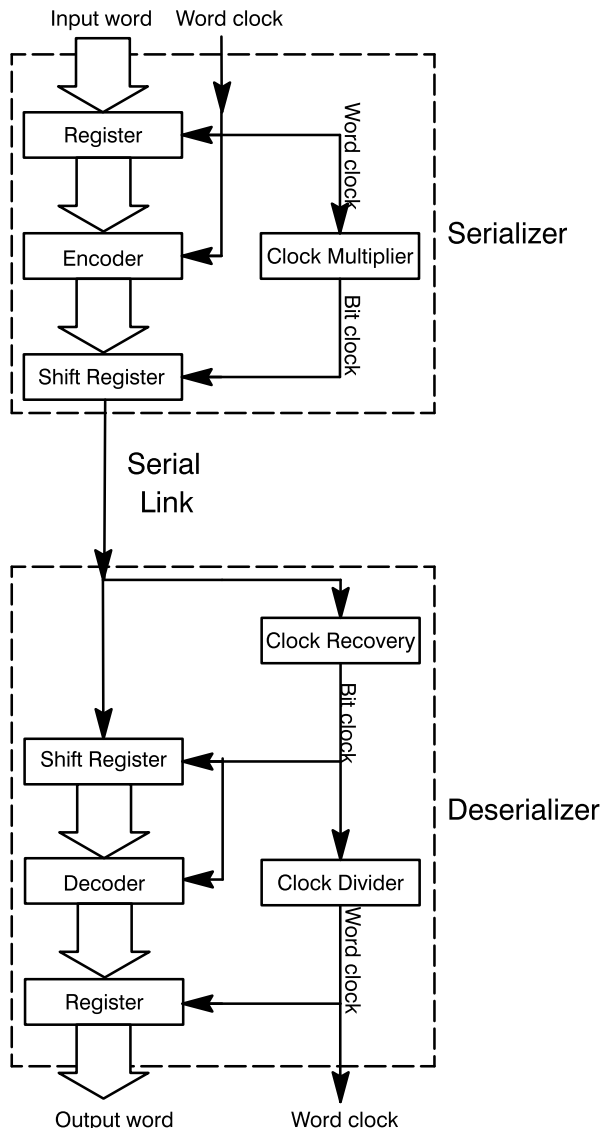 Input word
Word clock
Register
Word clock
Encoder
Clock Multiplier
Serializer
Bit clock
Shift Register
Serial
Link
Clock Recovery
Bit clock
Shift Register
Deserializer
Decoder
Clock Divider
Word clock
Register
Output word
Word clock